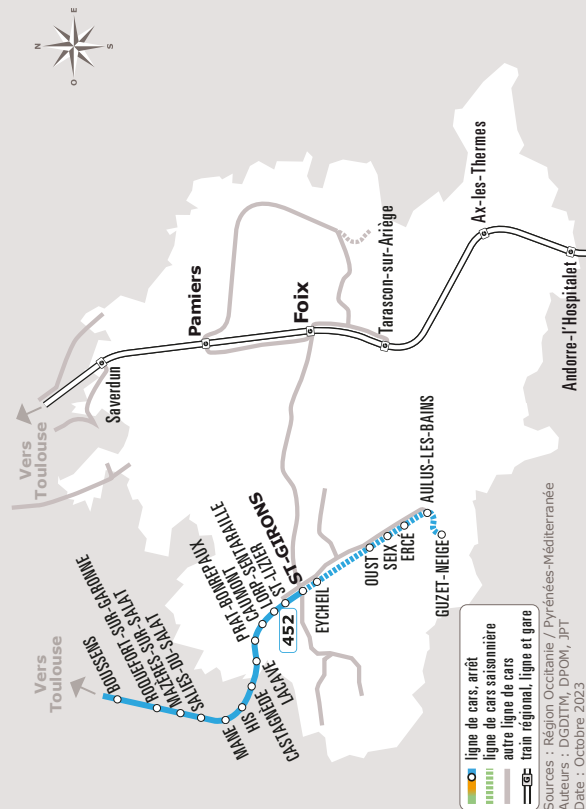 N
E
O
S
Vers
Toulouse
Saverdun
Pamiers
Foix
Tarascon-sur-Ariège
Ax-les-Thermes
Andorre-l'Hospitalet
Vers
Toulouse
BOUSSENS
ROQUEFORT-SUR-GARONNE
MAZÈRES-SUR-SALAT
SALIES-DU-SALAT
MANE
HIS
CASTAGNÈDE
LACAVE
PRAT-BONREPAUX
CAUMONT
LORP-SENTARAILLE
ST-LIZIER
ST-GIRONS
452
EYCHEIL
OUST
SEIX
ERCÉ
AULUS-LES-BAINS
GUZET-NEIGE
ligne de cars, arrêt
ligne de cars saisonnière
autre ligne de cars
G train régional, ligne et gare
Sources : Région Occitanie / Pyrénées-Méditerranée
Auteurs : DGDITM, DPOM, JPT
Date : Octobre 2023